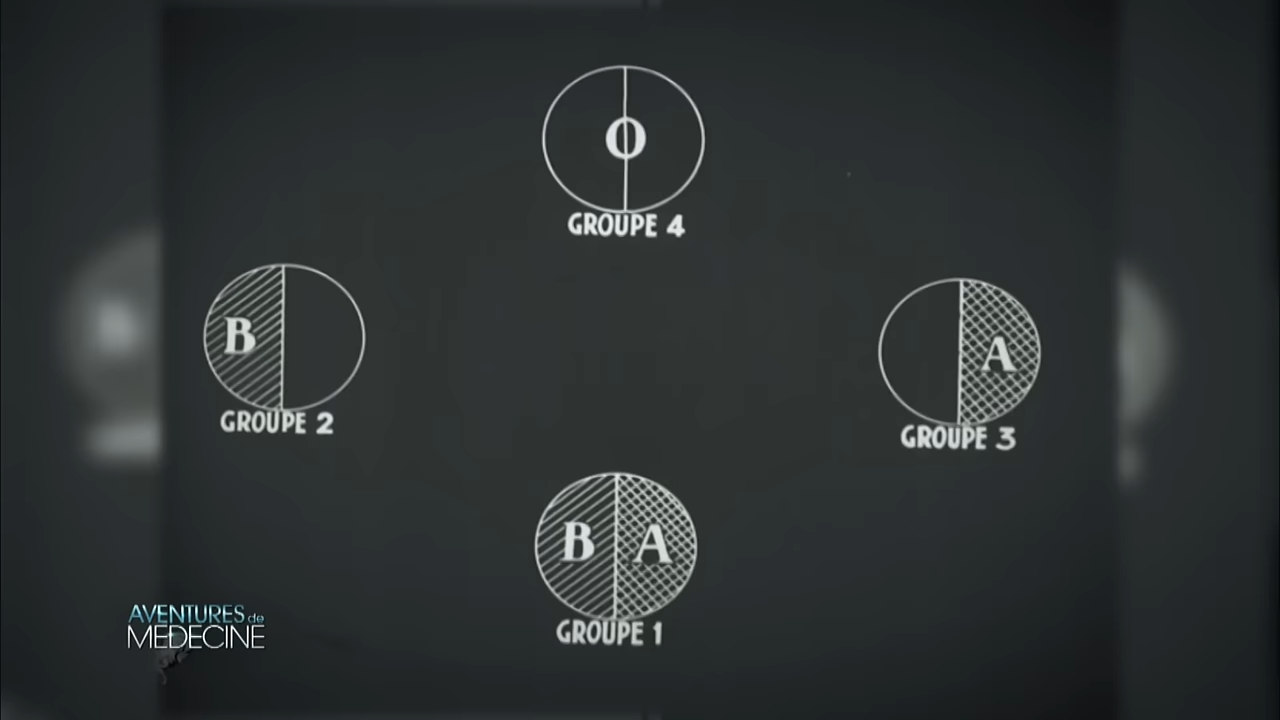 O
GROUPE 4
B
GROUPE 2
A
GROUPE 3
B A
GROUPE 1
AVENTURES de
MEDECINE